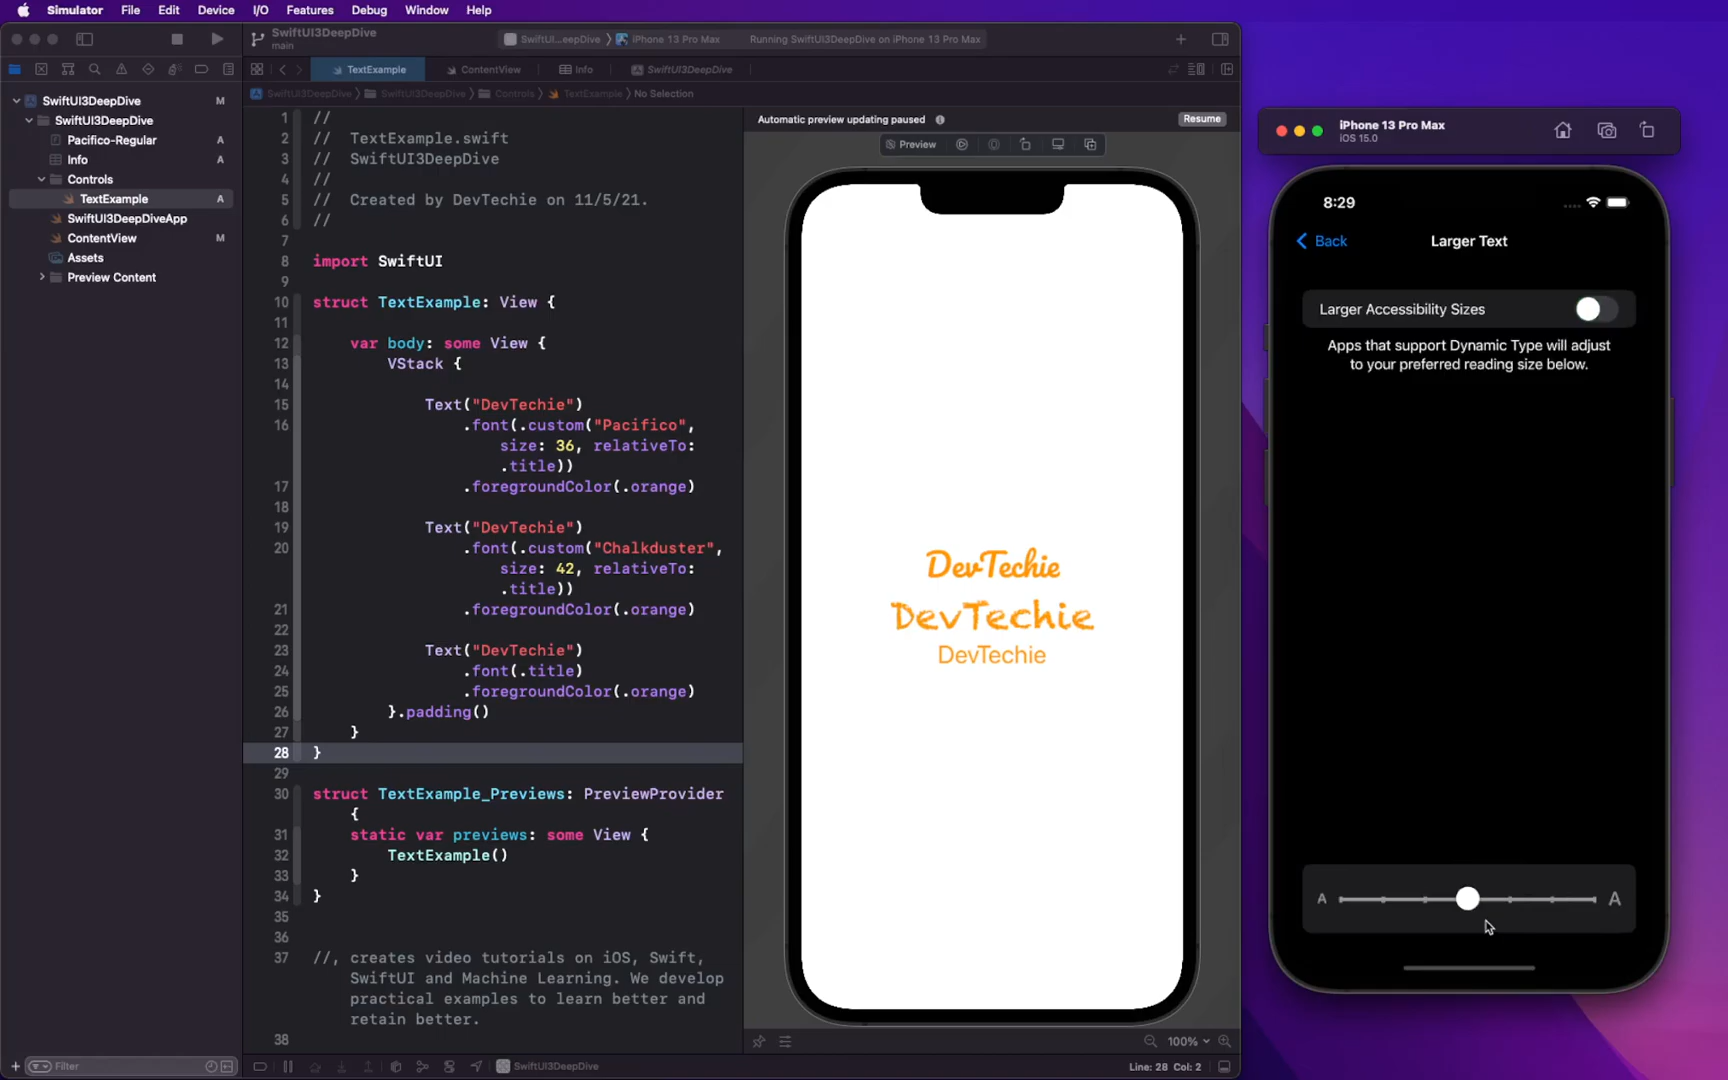 Simulator File Edit Device I/O Features Debug Window Help
SwiftUI3DeepDive
main
SwiftUI...eepDive 〉 iPhone 13 Pro Max
Running SwiftUI3DeepDive on iPhone 13 Pro Max
TextExample ContentView Info SwiftUI3DeepDive
SwiftUI3DeepDive 〉 SwiftUI3DeepDive 〉 Controls 〉 TextExample 〉 No Selection
SwiftUI3DeepDive M
SwiftUI3DeepDive
Pacifico-Regular A
Info A
Controls
TextExample A
SwiftUI3DeepDiveApp
ContentView M
Assets
Preview Content
Filter
1 //
2 // TextExample.swift
3 // SwiftUI3DeepDive
4 //
5 // Created by DevTechie on 11/5/21.
6 //
7
8 import SwiftUI
9
10 struct TextExample: View {
11
12 var body: some View {
13 VStack {
14
15 Text("DevTechie")
16 .font(.custom("Pacifico",
size: 36, relativeTo:
.title))
17 .foregroundColor(.orange)
18
19 Text("DevTechie")
20 .font(.custom("Chalkduster",
size: 42, relativeTo:
.title))
21 .foregroundColor(.orange)
22
23 Text("DevTechie")
24 .font(.title)
25 .foregroundColor(.orange)
26 }.padding()
27 }
28 }
29
30 struct TextExample_Previews: PreviewProvider
{
31 static var previews: some View {
32 TextExample()
33 }
34 }
35
36
37 //, creates video tutorials on iOS, Swift,
SwiftUI and Machine Learning. We develop
practical examples to learn better and
retain better.
38
SwiftUI3DeepDive
Automatic preview updating paused
Resume
Preview
DevTechie
DevTechie
DevTechie
100%
Line: 28 Col: 2
iPhone 13 Pro Max
iOS 15.0
8:29
Back Larger Text
Larger Accessibility Sizes
Apps that support Dynamic Type will adjust
to your preferred reading size below.
A A